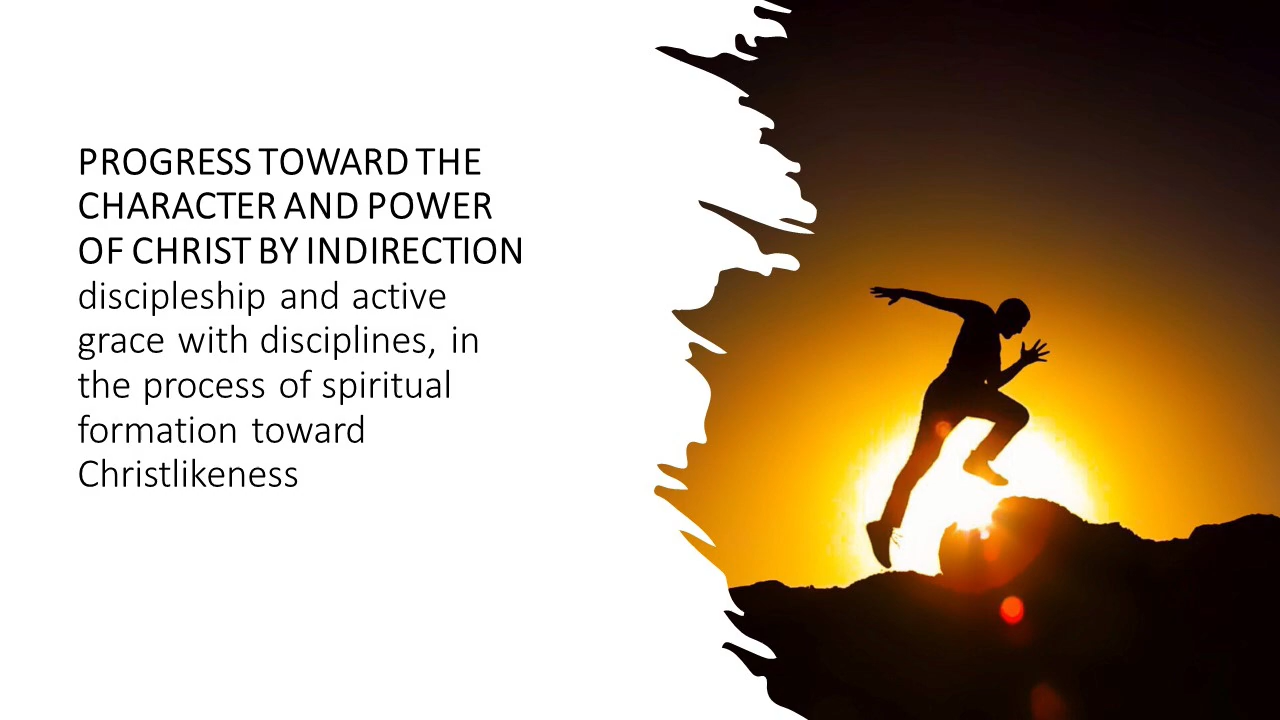 PROGRESS TOWARD THE
CHARACTER AND POWER
OF CHRIST BY INDIRECTION
discipleship and active
grace with disciplines, in
the process of spiritual
formation toward
Christlikeness